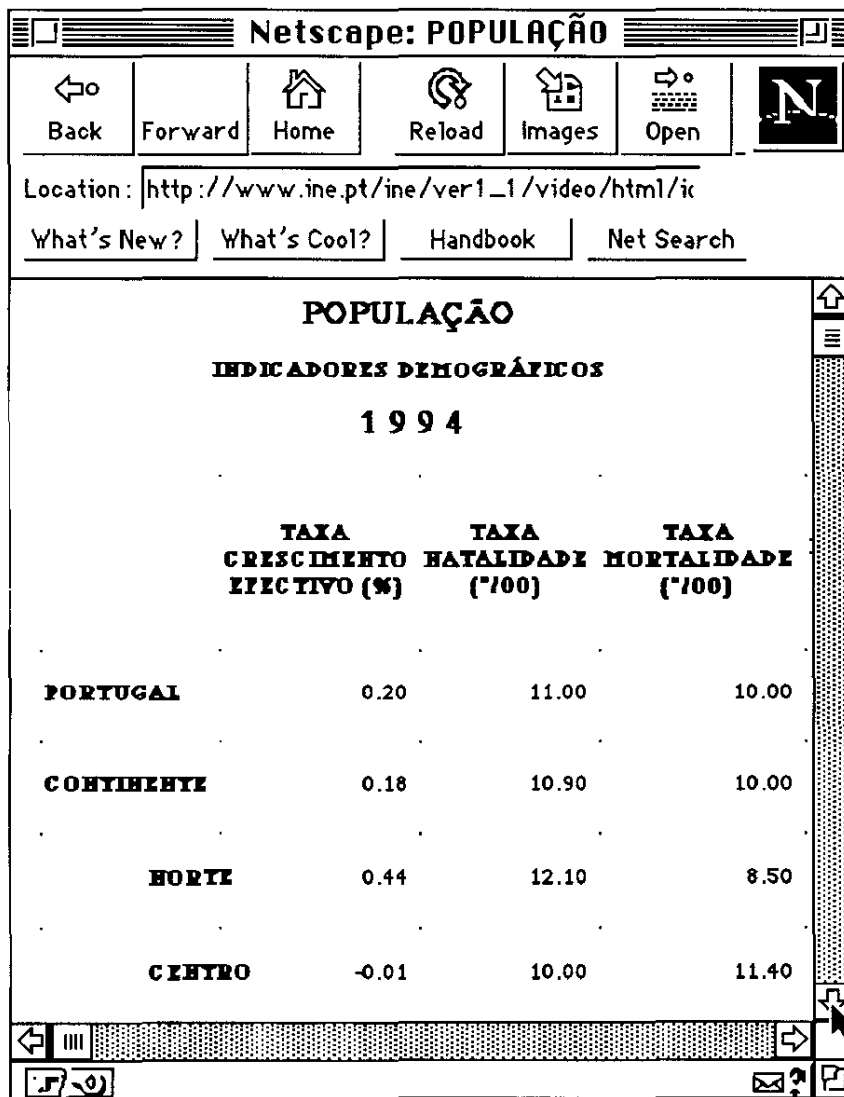 Netscape: POPULAÇÃO
Back Forward Home Reload Images Open N
Location: http://www.ine.pt/ine/ver1_1/video/html/ic
What's New? What's Cool? Handbook Net Search
POPULAÇÃO
INDICADORES DEMOGRÁFICOS
1994
TAXA TAXA TAXA
CRESCIMENTO NATALIDADE MORTALIDADE
EFECTIVO (%) (°/00) (°/00)
PORTUGAL 0.20 11.00 10.00
CONTINENTE 0.18 10.90 10.00
NORTE 0.44 12.10 8.50
CENTRO -0.01 10.00 11.40